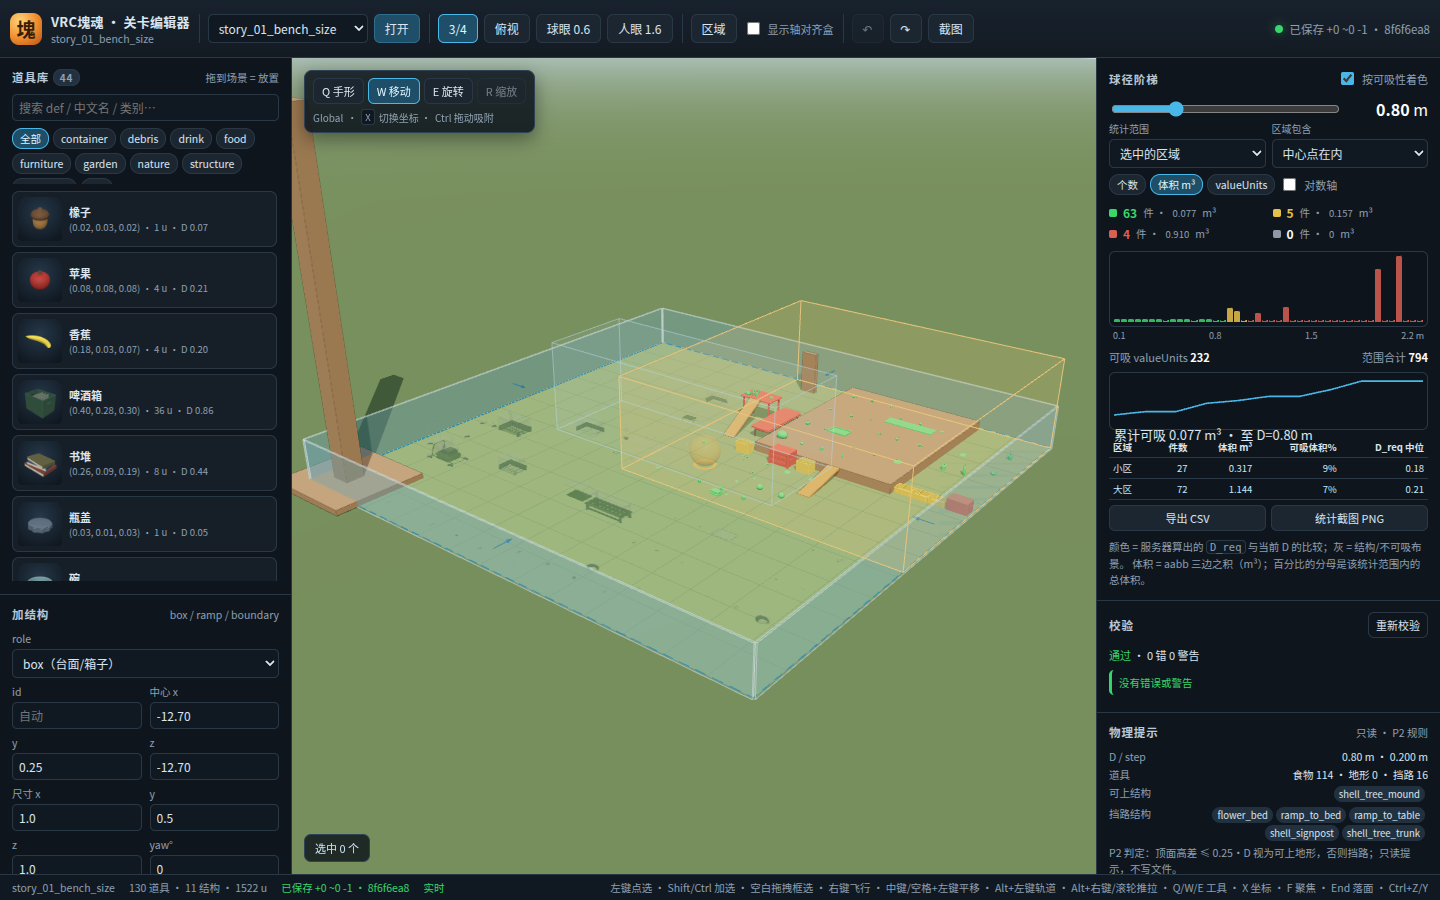 塊 VRC塊魂 · 关卡编辑器
story_01_bench_size
story_01_bench_size 打开 3/4 俯视 球眼 0.6 人眼 1.6 区域 显示轴对齐盒 ↶ ↷ 截图
已保存 +0 ~0 -1 · 8f6f6ea8
道具库 44 拖到场景 = 放置
搜索 def / 中文名 / 类别…
全部 container debris drink food
furniture garden nature structure
橡子
(0.02, 0.03, 0.02) · 1 u · D 0.07
苹果
(0.08, 0.08, 0.08) · 4 u · D 0.21
香蕉
(0.18, 0.03, 0.07) · 4 u · D 0.20
啤酒箱
(0.40, 0.28, 0.30) · 36 u · D 0.86
书堆
(0.26, 0.09, 0.19) · 8 u · D 0.44
瓶盖
(0.03, 0.01, 0.03) · 1 u · D 0.05
碗
加结构 box / ramp / boundary
role
box（台面/箱子）
id 中心 x
自动 -12.70
y z
0.25 -12.70
尺寸 x y
1.0 0.5
z yaw°
1.0 0
Q 手形 W 移动 E 旋转 R 缩放
Global · X 切换坐标 · Ctrl 拖动吸附
选中 0 个
球径阶梯 按可吸性着色
0.80 m
统计范围 区域包含
选中的区域 中心点在内
个数 体积 m³ valueUnits 对数轴
63 件 · 0.077 m³ 5 件 · 0.157 m³
4 件 · 0.910 m³ 0 件 · 0 m³
0.1 0.8 1.5 2.2 m
可吸 valueUnits 232 范围合计 794
累计可吸 0.077 m³ · 至 D=0.80 m
区域 件数 体积 m³ 可吸体积% D_req 中位
小区 27 0.317 9% 0.18
大区 72 1.144 7% 0.21
导出 CSV 统计截图 PNG
颜色 = 服务器算出的 D_req 与当前 D 的比较；灰 = 结构/不可吸布
景。 体积 = aabb 三边之积（m³）；百分比的分母是该统计范围内的
总体积。
校验 重新校验
通过 · 0 错 0 警告
没有错误或警告
物理提示 只读 · P2 规则
D / step 0.80 m · 0.200 m
道具 食物 114 · 地形 0 · 挡路 16
可上结构 shell_tree_mound
挡路结构 flower_bed ramp_to_bed ramp_to_table
shell_signpost shell_tree_trunk
P2 判定：顶面高差 ≤ 0.25·D 视为可上地形，否则挡路；只读提
示，不写文件。
story_01_bench_size 130 道具 · 11 结构 · 1522 u 已保存 +0 ~0 -1 · 8f6f6ea8 实时
左键点选 · Shift/Ctrl 加选 · 空白拖拽框选 · 右键飞行 · 中键/空格+左键平移 · Alt+左键轨道 · Alt+右键/滚轮推拉 · Q/W/E 工具 · X 坐标 · F 聚焦 · End 落面 · Ctrl+Z/Y